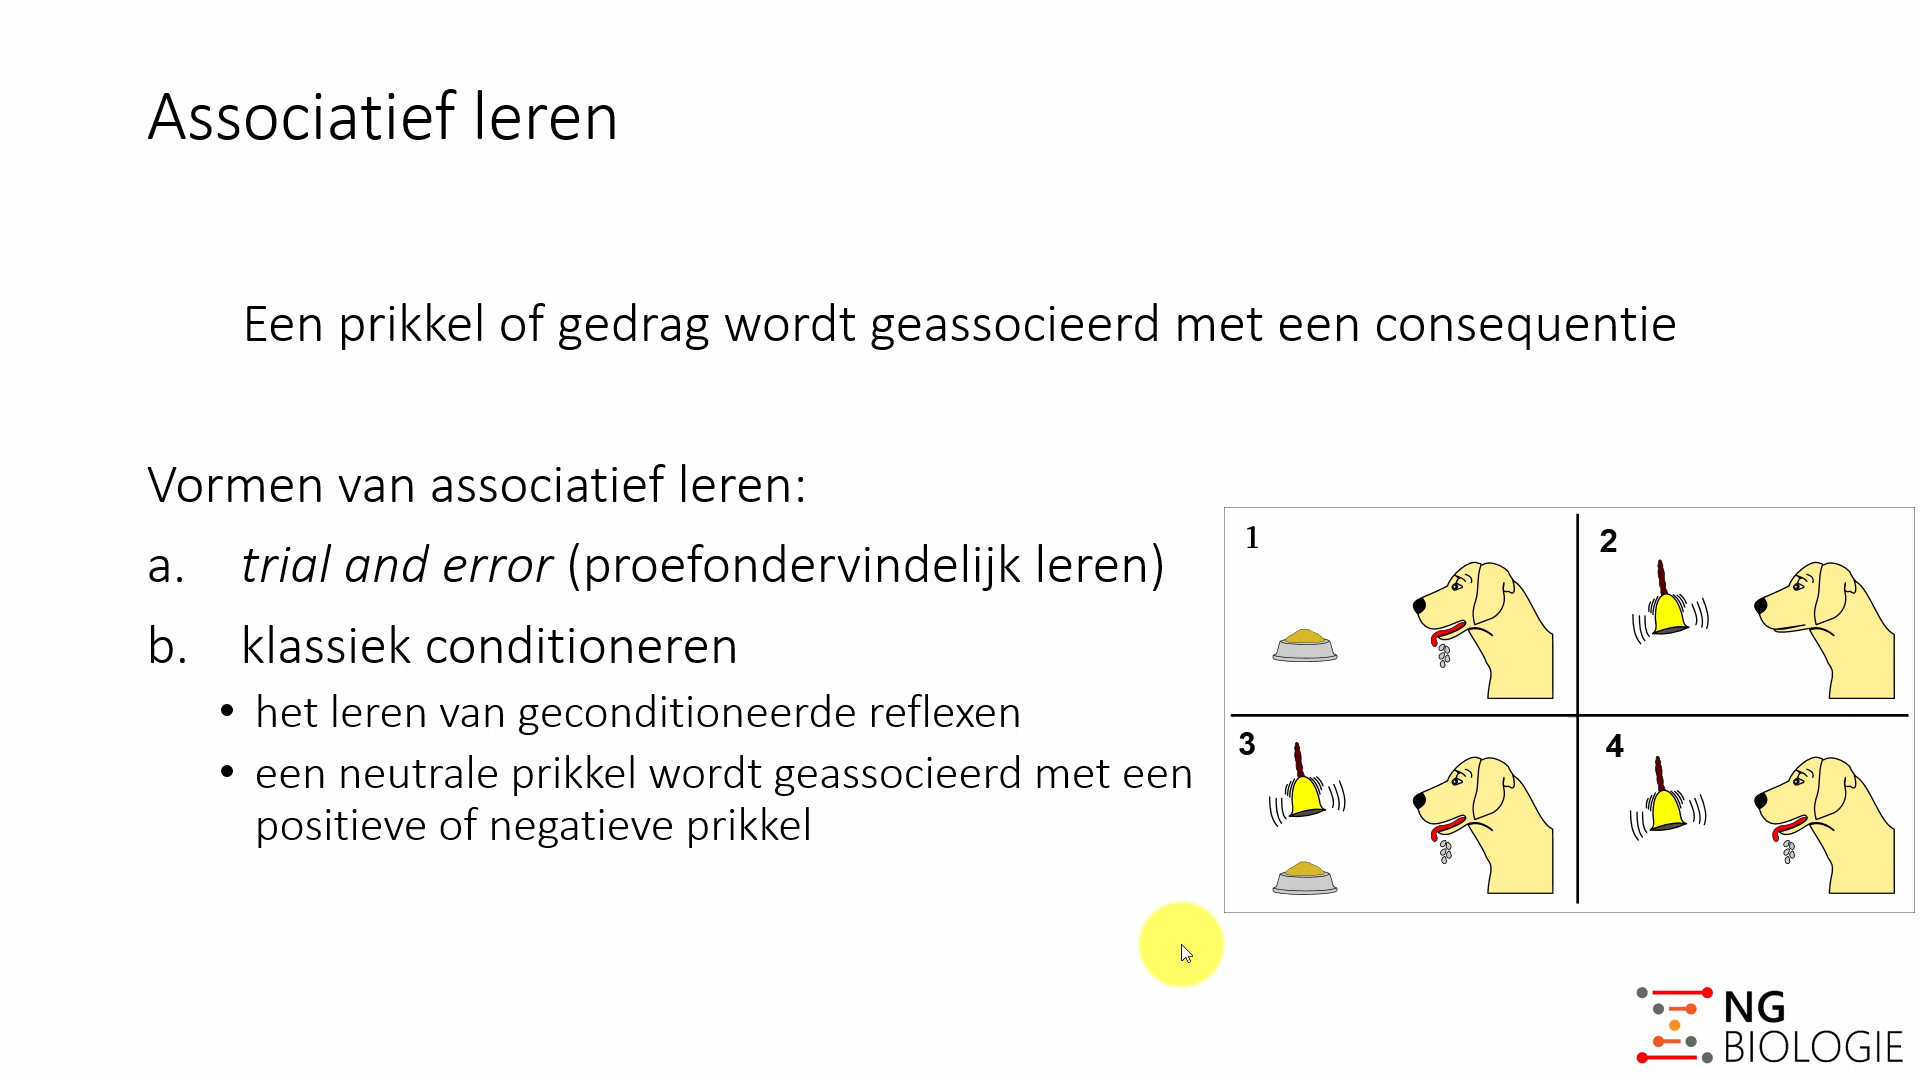 Associatief leren
Een prikkel of gedrag wordt geassocieerd met een consequentie
Vormen van associatief leren:
a. trial and error (proefondervindelijk leren)
b. klassiek conditioneren
• het leren van geconditioneerde reflexen
• een neutrale prikkel wordt geassocieerd met een
positieve of negatieve prikkel
1
2
3
4
NG
BIOLOGIE